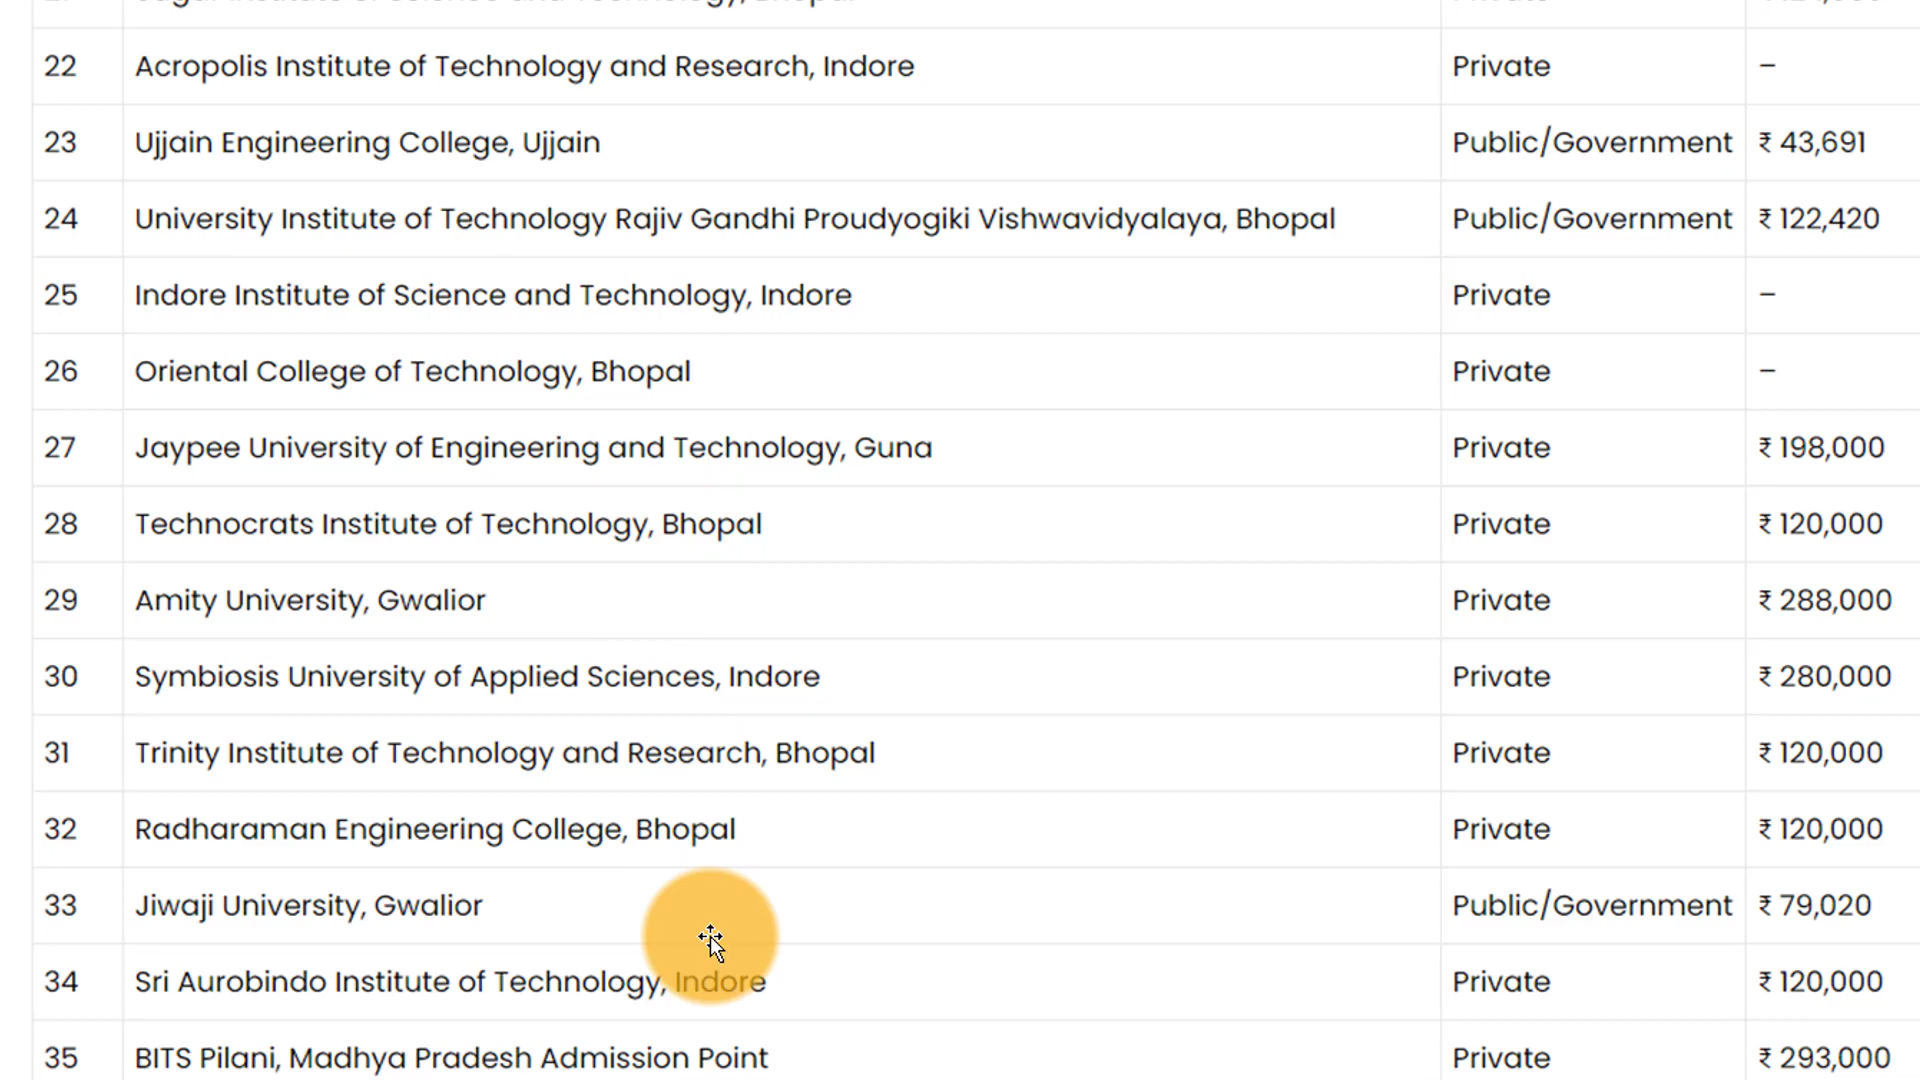 22 Acropolis Institute of Technology and Research, Indore Private –
23 Ujjain Engineering College, Ujjain Public/Government ₹ 43,691
24 University Institute of Technology Rajiv Gandhi Proudyogiki Vishwavidyalaya, Bhopal Public/Government ₹ 122,420
25 Indore Institute of Science and Technology, Indore Private –
26 Oriental College of Technology, Bhopal Private –
27 Jaypee University of Engineering and Technology, Guna Private ₹ 198,000
28 Technocrats Institute of Technology, Bhopal Private ₹ 120,000
29 Amity University, Gwalior Private ₹ 288,000
30 Symbiosis University of Applied Sciences, Indore Private ₹ 280,000
31 Trinity Institute of Technology and Research, Bhopal Private ₹ 120,000
32 Radharaman Engineering College, Bhopal Private ₹ 120,000
33 Jiwaji University, Gwalior Public/Government ₹ 79,020
34 Sri Aurobindo Institute of Technology, Indore Private ₹ 120,000
35 BITS Pilani, Madhya Pradesh Admission Point Private ₹ 293,000